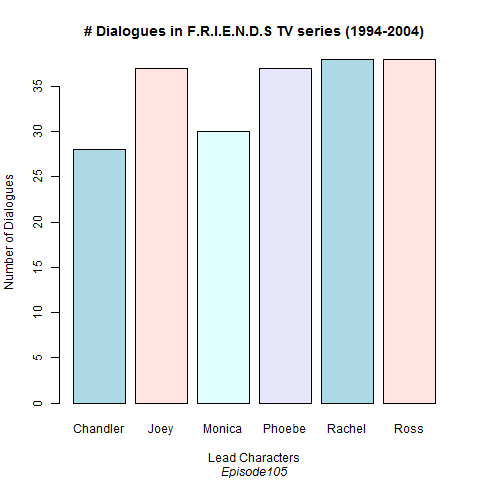 # Dialogues in F.R.I.E.N.D.S TV series (1994-2004)
Number of Dialogues
35
30
25
20
15
10
5
0
Chandler Joey Monica Phoebe Rachel Ross
Lead Characters
Episode105